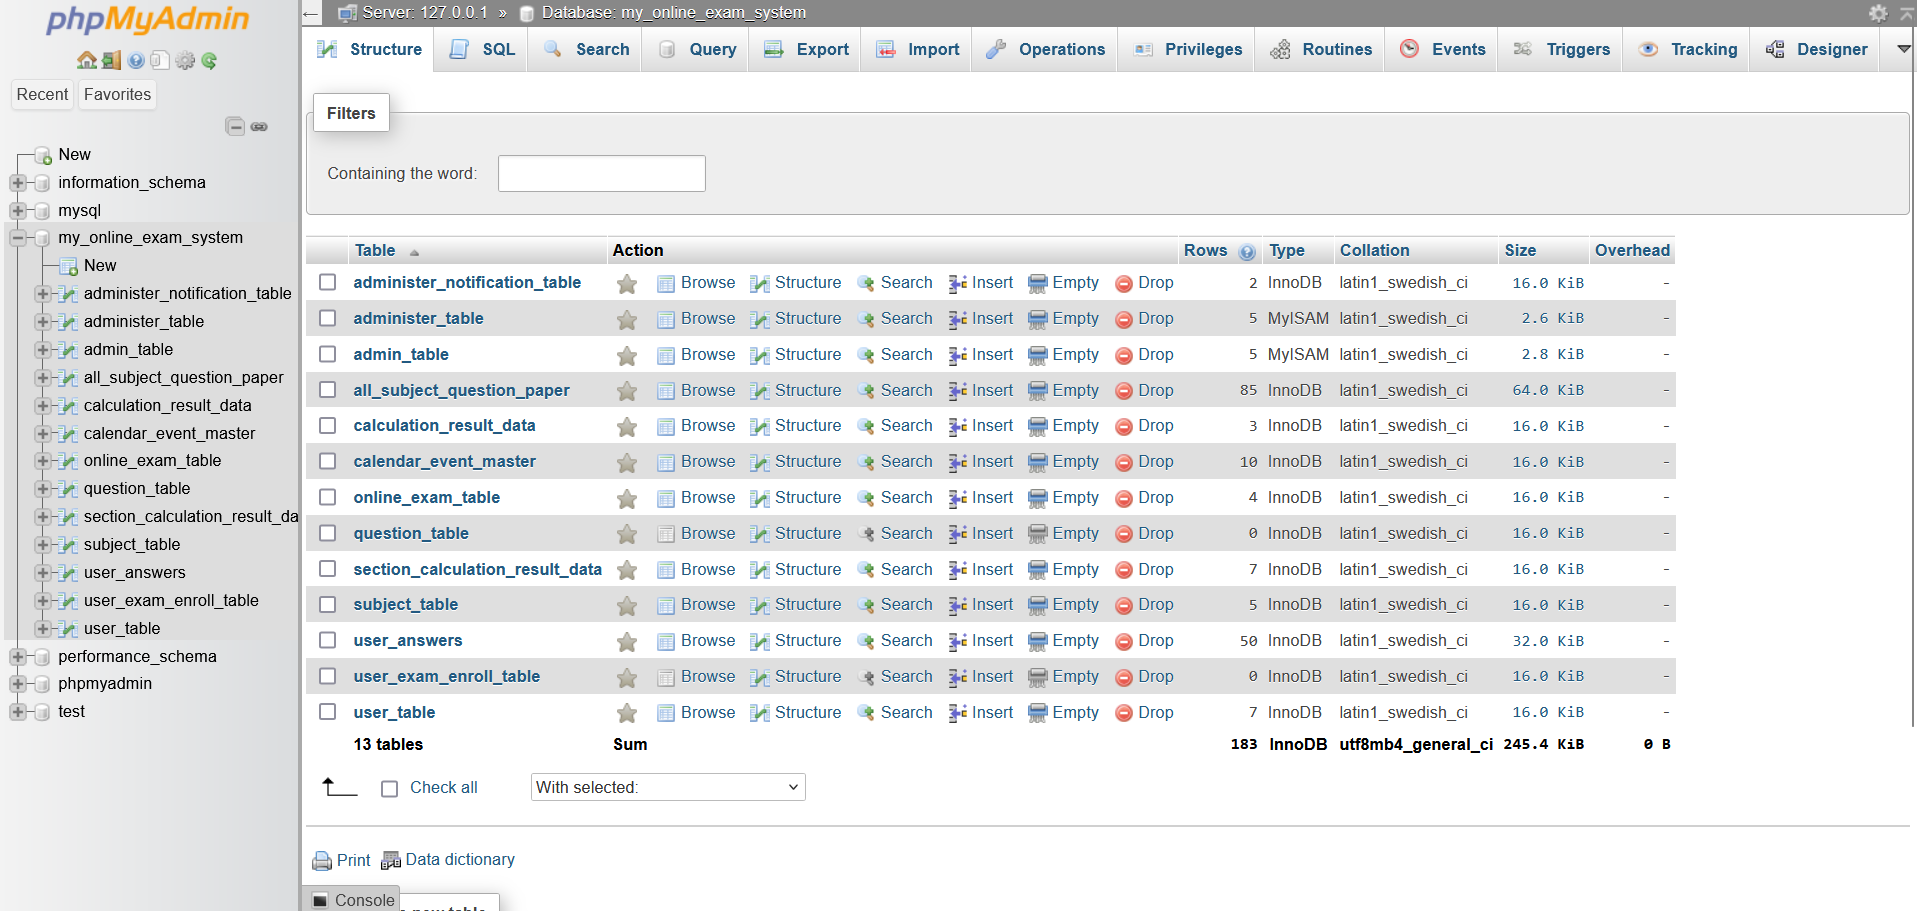 phpMyAdmin
Recent Favorites
New
information_schema
mysql
my_online_exam_system
New
administer_notification_table
administer_table
admin_table
all_subject_question_paper
calculation_result_data
calendar_event_master
online_exam_table
question_table
section_calculation_result_da
subject_table
user_answers
user_exam_enroll_table
user_table
performance_schema
phpmyadmin
test
← Server: 127.0.0.1 » Database: my_online_exam_system
Structure SQL Search Query Export Import Operations Privileges Routines Events Triggers Tracking Designer
Filters
Containing the word:
Table Action Rows Type Collation Size Overhead
administer_notification_table Browse Structure Search Insert Empty Drop 2 InnoDB latin1_swedish_ci 16.0 KiB -
administer_table Browse Structure Search Insert Empty Drop 5 MyISAM latin1_swedish_ci 2.6 KiB -
admin_table Browse Structure Search Insert Empty Drop 5 MyISAM latin1_swedish_ci 2.8 KiB -
all_subject_question_paper Browse Structure Search Insert Empty Drop 85 InnoDB latin1_swedish_ci 64.0 KiB -
calculation_result_data Browse Structure Search Insert Empty Drop 3 InnoDB latin1_swedish_ci 16.0 KiB -
calendar_event_master Browse Structure Search Insert Empty Drop 10 InnoDB latin1_swedish_ci 16.0 KiB -
online_exam_table Browse Structure Search Insert Empty Drop 4 InnoDB latin1_swedish_ci 16.0 KiB -
question_table Browse Structure Search Insert Empty Drop 0 InnoDB latin1_swedish_ci 16.0 KiB -
section_calculation_result_data Browse Structure Search Insert Empty Drop 7 InnoDB latin1_swedish_ci 16.0 KiB -
subject_table Browse Structure Search Insert Empty Drop 5 InnoDB latin1_swedish_ci 16.0 KiB -
user_answers Browse Structure Search Insert Empty Drop 50 InnoDB latin1_swedish_ci 32.0 KiB -
user_exam_enroll_table Browse Structure Search Insert Empty Drop 0 InnoDB latin1_swedish_ci 16.0 KiB -
user_table Browse Structure Search Insert Empty Drop 7 InnoDB latin1_swedish_ci 16.0 KiB -
13 tables Sum 183 InnoDB utf8mb4_general_ci 245.4 KiB 0 B
Check all With selected:
Print Data dictionary
Console